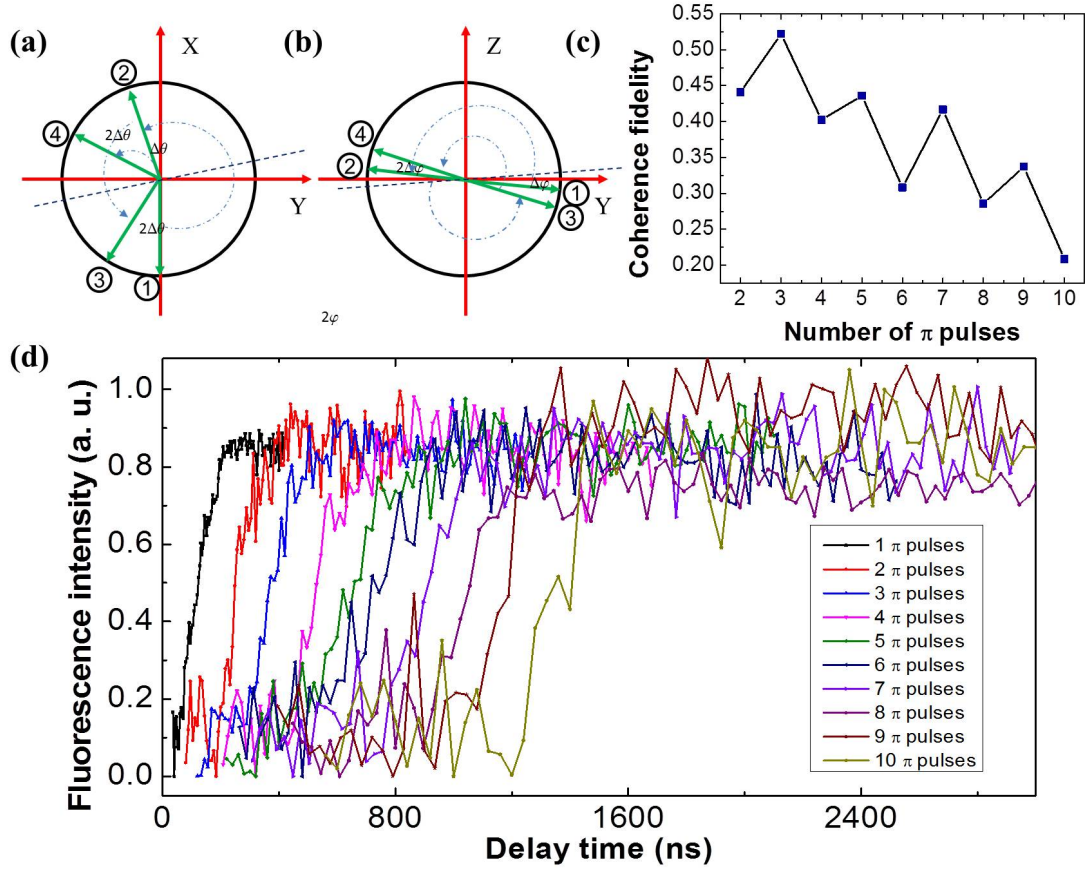 (a)
X
②
④
2Δθ
Δθ
2Δθ
Y
③
①
(b)
Z
④
②
2Δφ
Δφ
①
Y
③
2φ
(c)
Coherence fidelity
0.55
0.50
0.45
0.40
0.35
0.30
0.25
0.20
2 3 4 5 6 7 8 9 10
Number of π pulses
(d)
Fluorescence intensity (a. u.)
1.0
0.8
0.6
0.4
0.2
0.0
0 800 1600 2400
Delay time (ns)
1 π pulses
2 π pulses
3 π pulses
4 π pulses
5 π pulses
6 π pulses
7 π pulses
8 π pulses
9 π pulses
10 π pulses